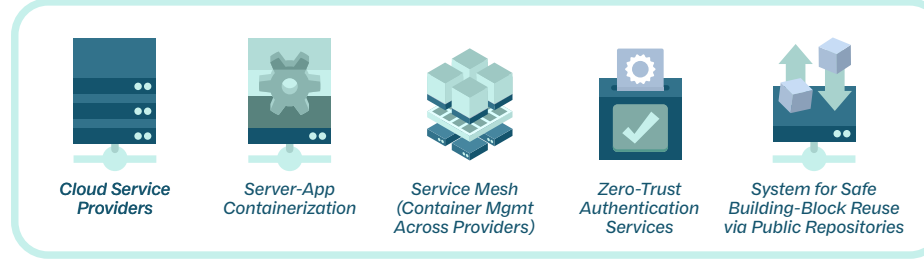 Cloud Service
Providers
Server-App
Containerization
Service Mesh
(Container Mgmt
Across Providers)
Zero-Trust
Authentication
Services
System for Safe
Building-Block Reuse
via Public Repositories